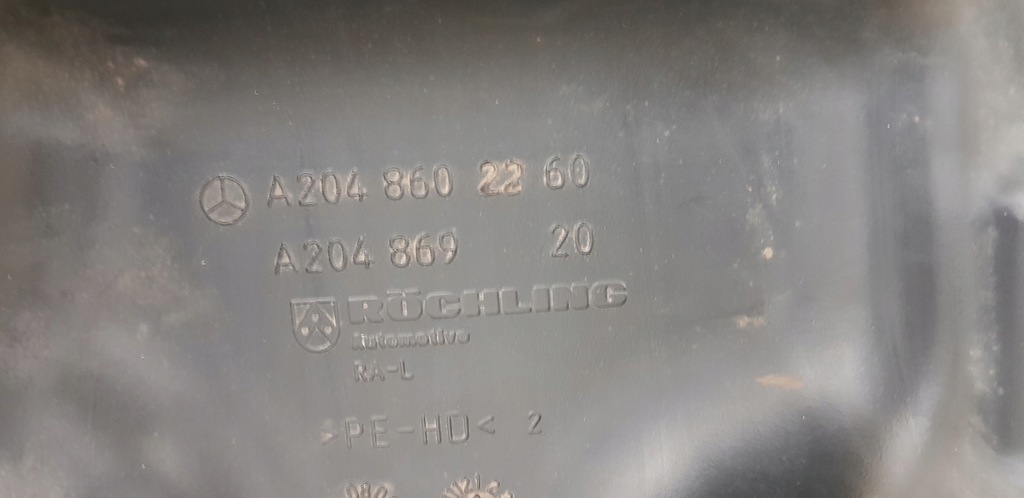 A204 860 22 60
A204 869 20
RÖCHLING
Automotive
RA-L
>PE-HD< 2